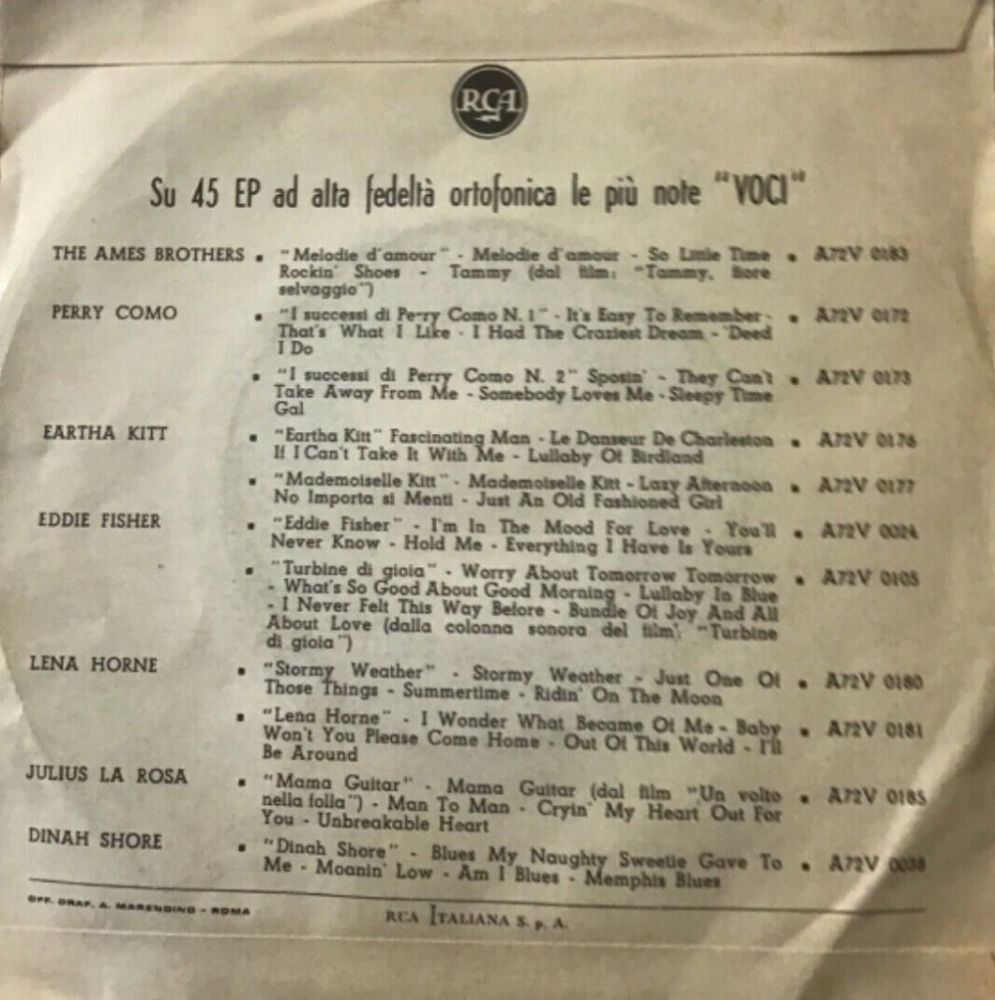 RCA
Su 45 EP ad alta fedeltà ortofonica le più note "VOCI"
THE AMES BROTHERS ▪ "Melodie d'amour" - Melodie d'amour - So Little Time ▪ A72V 0183
Rockin' Shoes - Tammy (dal film: "Tammy, fiore
selvaggio")
PERRY COMO ▪ "I successi di Perry Como N. 1" - It's Easy To Remember - ▪ A72V 0172
That's What I Like - I Had The Craziest Dream - 'Deed
I Do
▪ "I successi di Perry Como N. 2" Sposin' - They Can't ▪ A72V 0173
Take Away From Me - Somebody Loves Me - Sleepy Time
Gal
EARTHA KITT ▪ "Eartha Kitt" Fascinating Man - Le Danseur De Charleston ▪ A72V 0176
If I Can't Take It With Me - Lullaby Of Birdland
▪ "Mademoiselle Kitt" - Mademoiselle Kitt - Lazy Afternoon ▪ A72V 0177
No Importa si Menti - Just An Old Fashioned Girl
EDDIE FISHER ▪ "Eddie Fisher" - I'm In The Mood For Love - You'll ▪ A72V 0024
Never Know - Hold Me - Everything I Have Is Yours
▪ "Turbine di gioia" - Worry About Tomorrow Tomorrow ▪ A72V 0105
- What's So Good About Good Morning - Lullaby In Blue
- I Never Felt This Way Before - Bundle Of Joy And All
About Love (dalla colonna sonora del film: "Turbine
di gioia")
LENA HORNE ▪ "Stormy Weather" - Stormy Weather - Just One Of ▪ A72V 0180
Those Things - Summertime - Ridin' On The Moon
▪ "Lena Horne" - I Wonder What Became Of Me - Baby ▪ A72V 0181
Won't You Please Come Home - Out Of This World - I'll
Be Around
JULIUS LA ROSA ▪ "Mama Guitar" - Mama Guitar (dal film "Un volto ▪ A72V 0185
nella folla") - Man To Man - Cryin' My Heart Out For
You - Unbreakable Heart
DINAH SHORE ▪ "Dinah Shore" - Blues My Naughty Sweetie Gave To ▪ A72V
Me - Moanin' Low - Am I Blues - Memphis Blues
OFF. GRAF. A. MARENDINO - ROMA
RCA ITALIANA S. p. A.